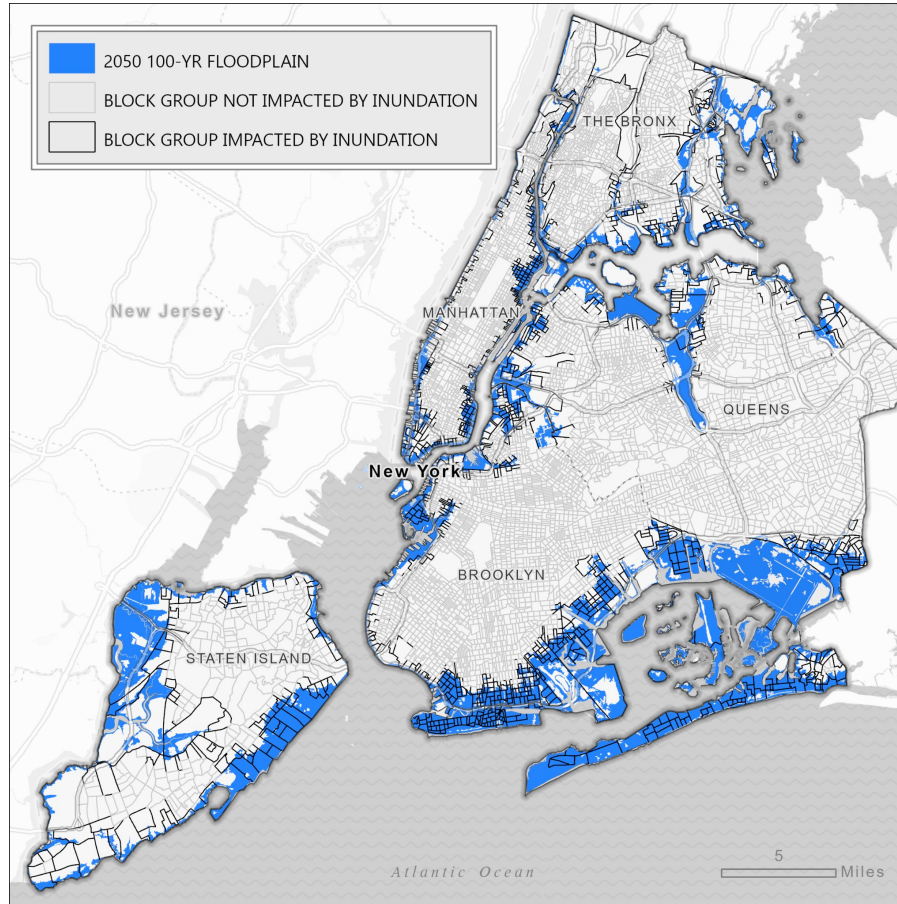 2050 100-YR FLOODPLAIN
BLOCK GROUP NOT IMPACTED BY INUNDATION
BLOCK GROUP IMPACTED BY INUNDATION
THE BRONX
New Jersey
MANHATTAN
QUEENS
New York
BROOKLYN
STATEN ISLAND
5
Miles
Atlantic Ocean